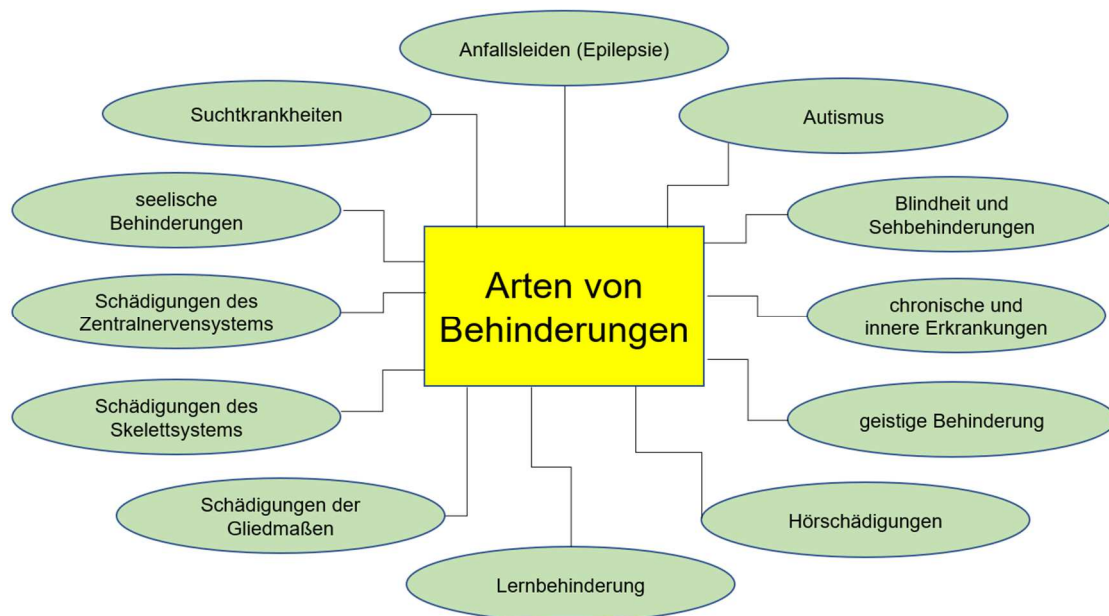 Anfallsleiden (Epilepsie)
Suchtkrankheiten
Autismus
seelische
Behinderungen
Blindheit und
Sehbehinderungen
Arten von
Behinderungen
Schädigungen des
Zentralnervensystems
chronische und
innere Erkrankungen
Schädigungen des
Skelettsystems
geistige Behinderung
Schädigungen der
Gliedmaßen
Hörschädigungen
Lernbehinderung